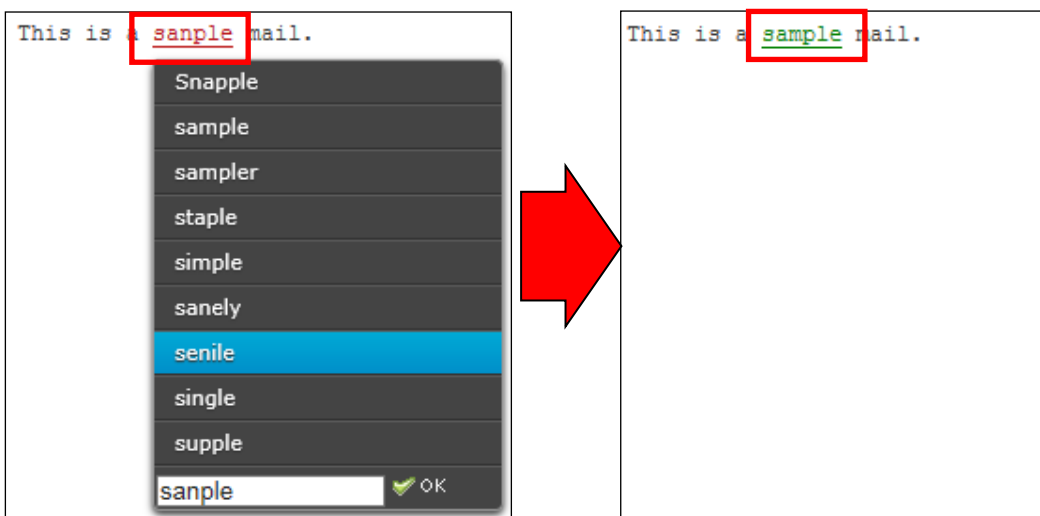 This is a sanple mail.
Snapple
sample
sampler
staple
simple
sanely
senile
single
supple
sanple OK
This is a sample mail.